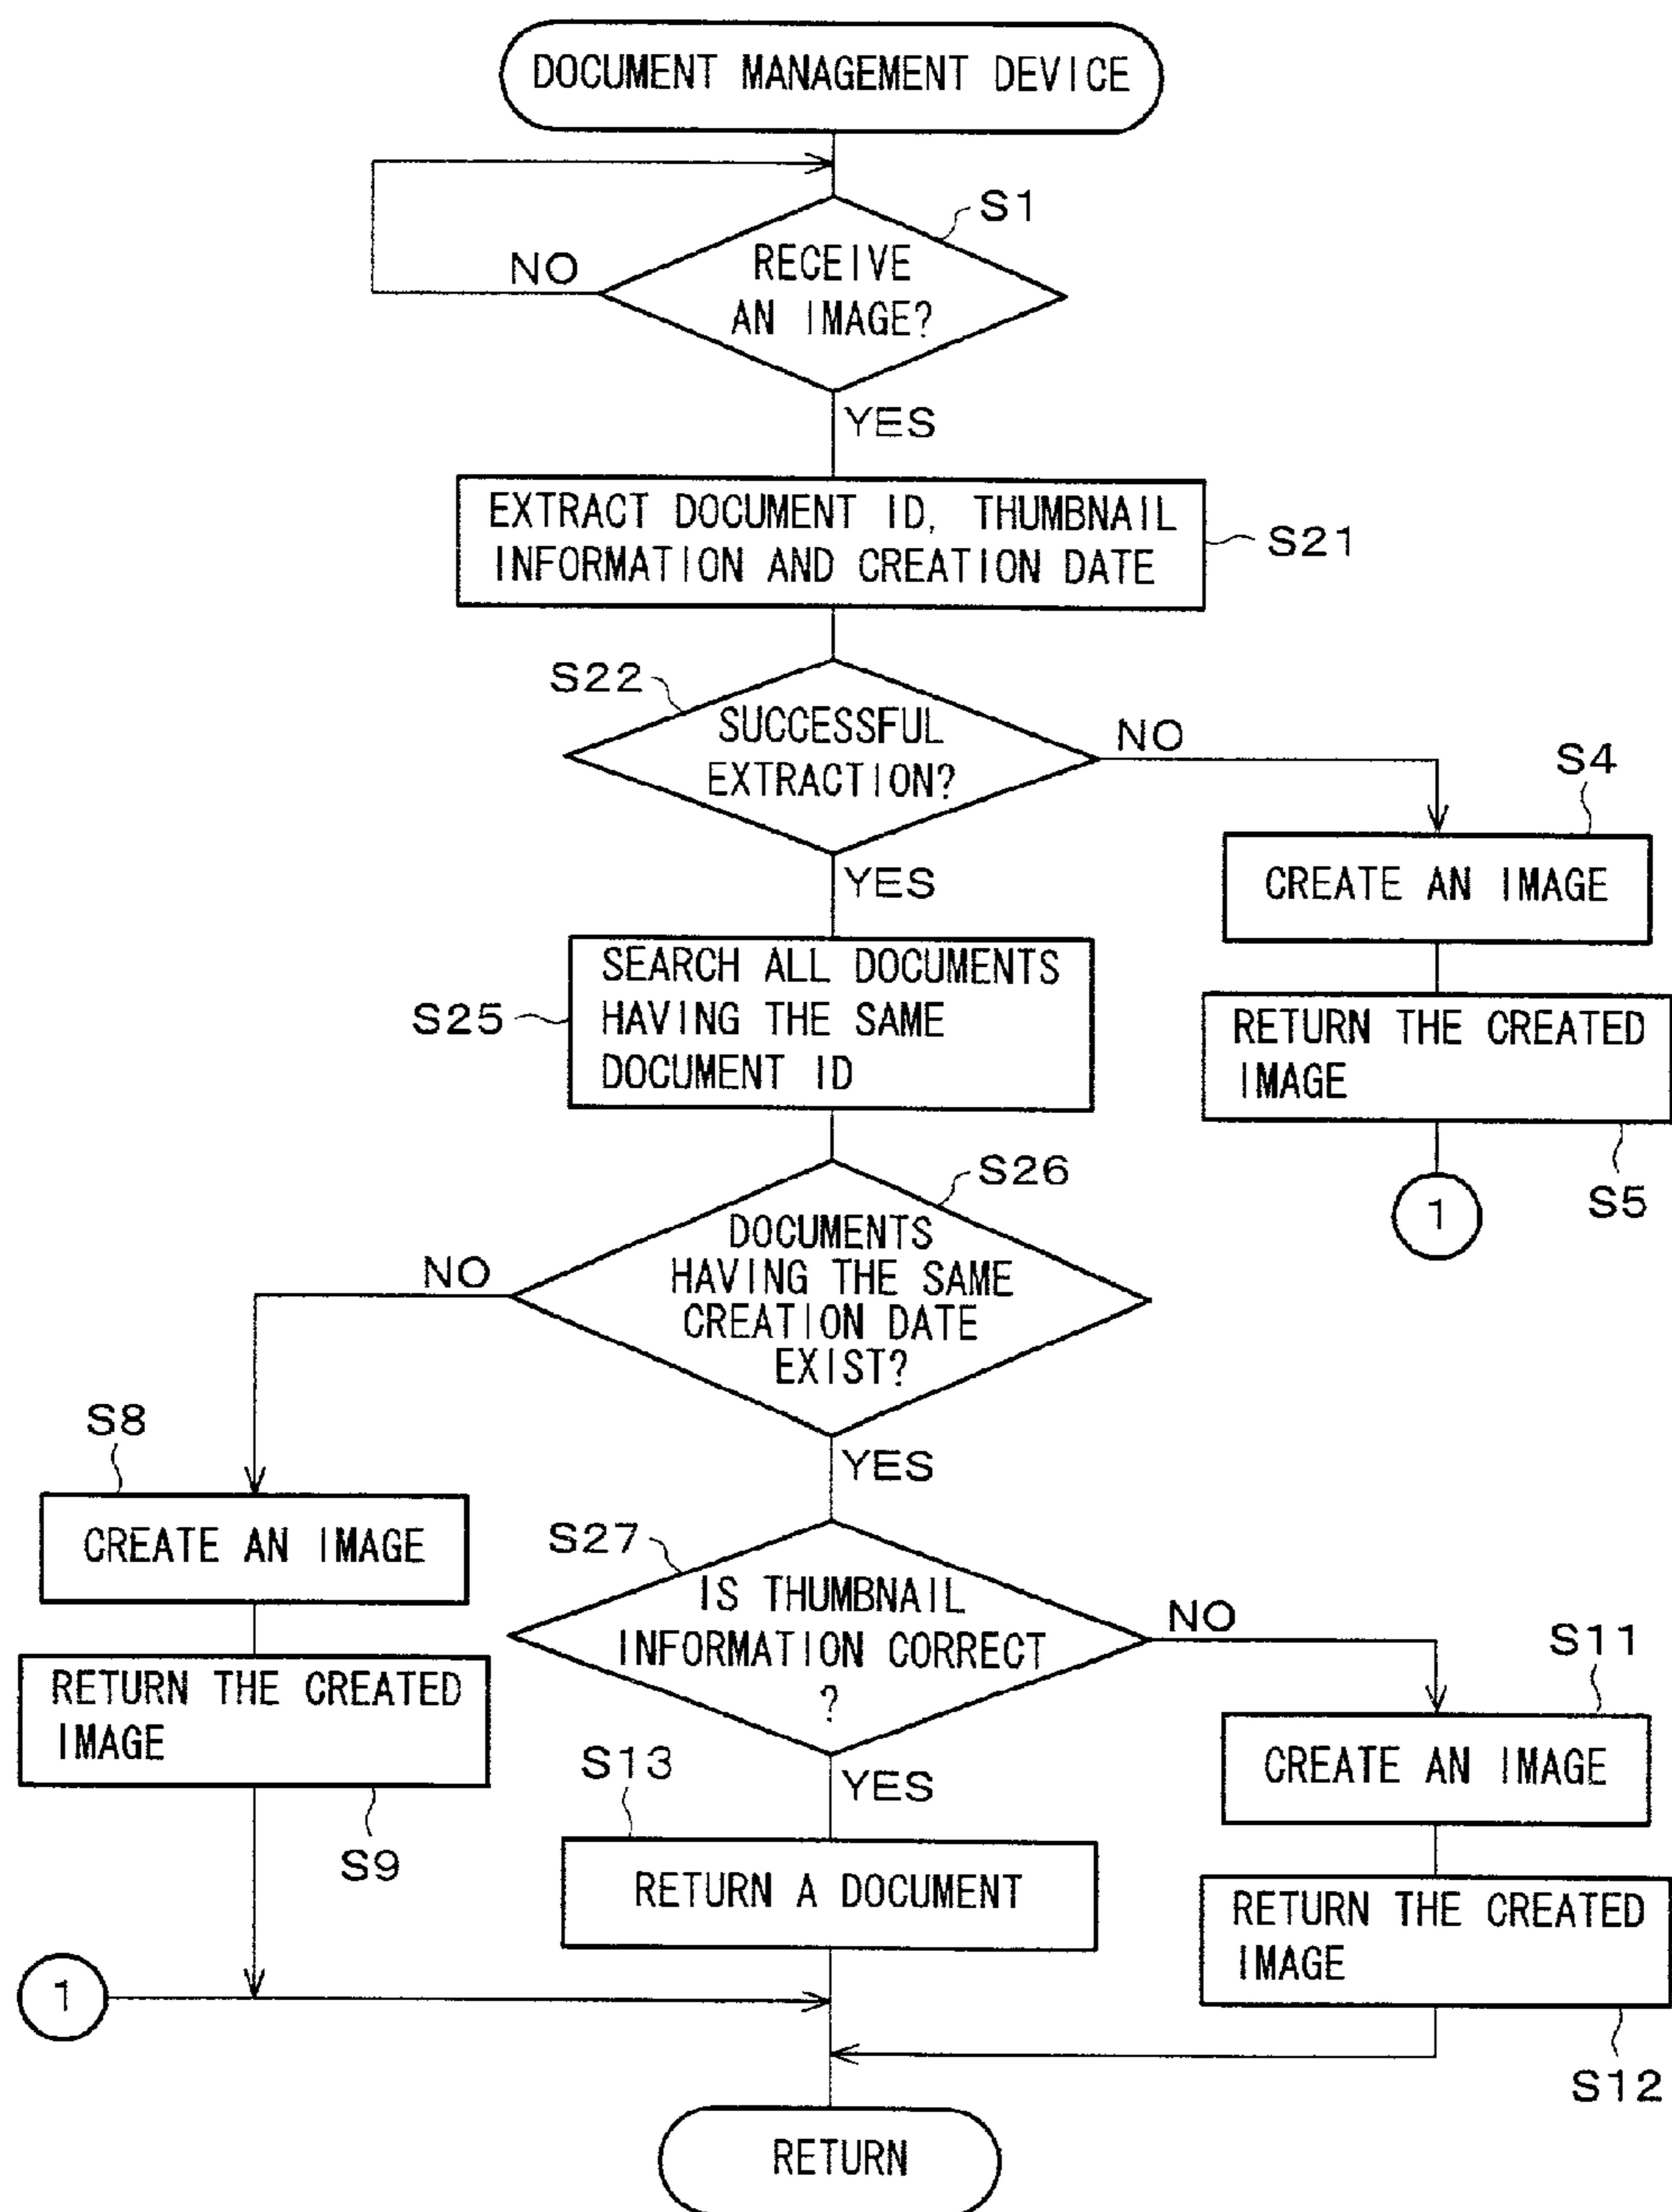 DOCUMENT MANAGEMENT DEVICE
S1
NO
RECEIVE
AN IMAGE?
YES
EXTRACT DOCUMENT ID, THUMBNAIL
INFORMATION AND CREATION DATE
S21
S22
SUCCESSFUL
EXTRACTION?
NO
S4
CREATE AN IMAGE
YES
RETURN THE CREATED
IMAGE
S5
1
SEARCH ALL DOCUMENTS
HAVING THE SAME
DOCUMENT ID
S25
S26
DOCUMENTS
HAVING THE SAME
CREATION DATE
EXIST?
NO
S8
CREATE AN IMAGE
RETURN THE CREATED
IMAGE
S9
YES
S27
IS THUMBNAIL
INFORMATION CORRECT
?
NO
S11
CREATE AN IMAGE
RETURN THE CREATED
IMAGE
S12
YES
S13
RETURN A DOCUMENT
1
RETURN